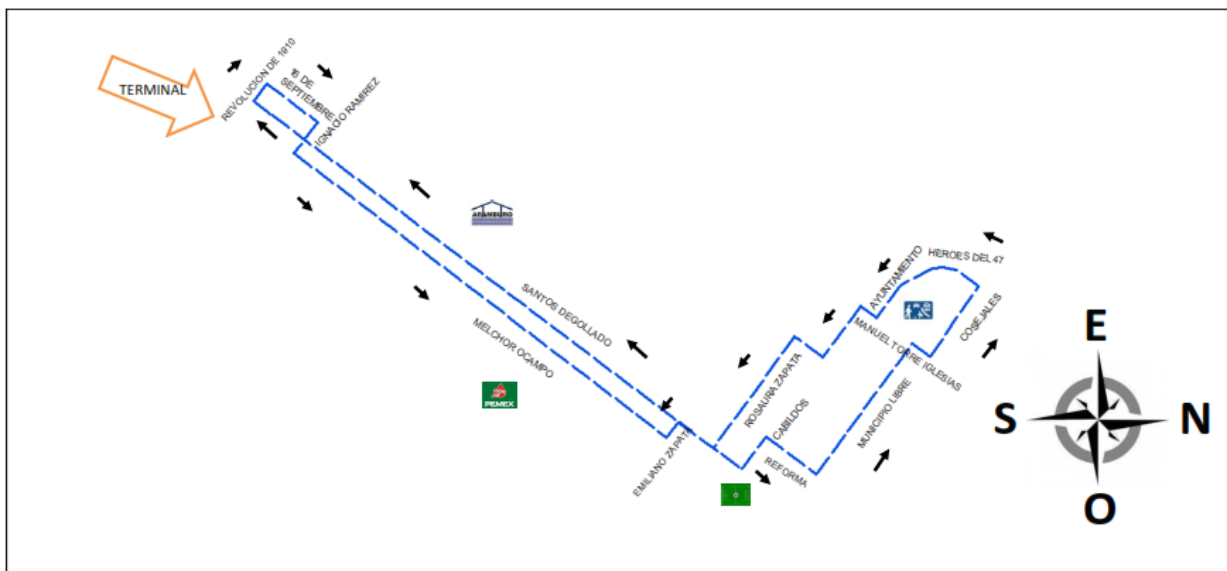 TERMINAL
REVOLUCION DE 1910
16 DE
SEPTIEMBRE
IGNACIO RAMIREZ
ARAMBURO
SANTOS DEGOLLADO
MELCHOR OCAMPO
PEMEX
EMILIANO ZAPATA
ROSAURA ZAPATA
CABILDOS
REFORMA
MUNICIPIO LIBRE
MANUEL TORRE IGLESIAS
AYUNTAMIENTO
HEROES DEL 47
COSEJALES
E
S
N
O